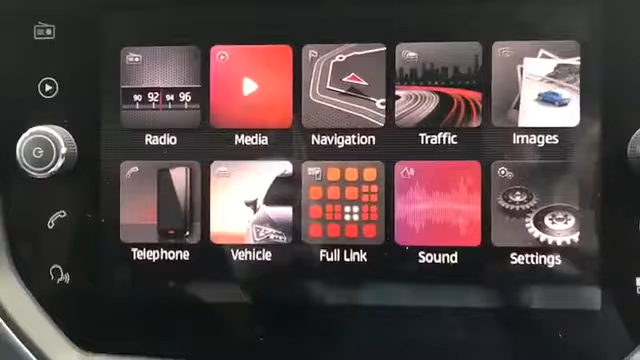 90 92 94 96
Radio
Media
Navigation
Traffic
Images
Telephone
Vehicle
Full Link
Sound
Settings